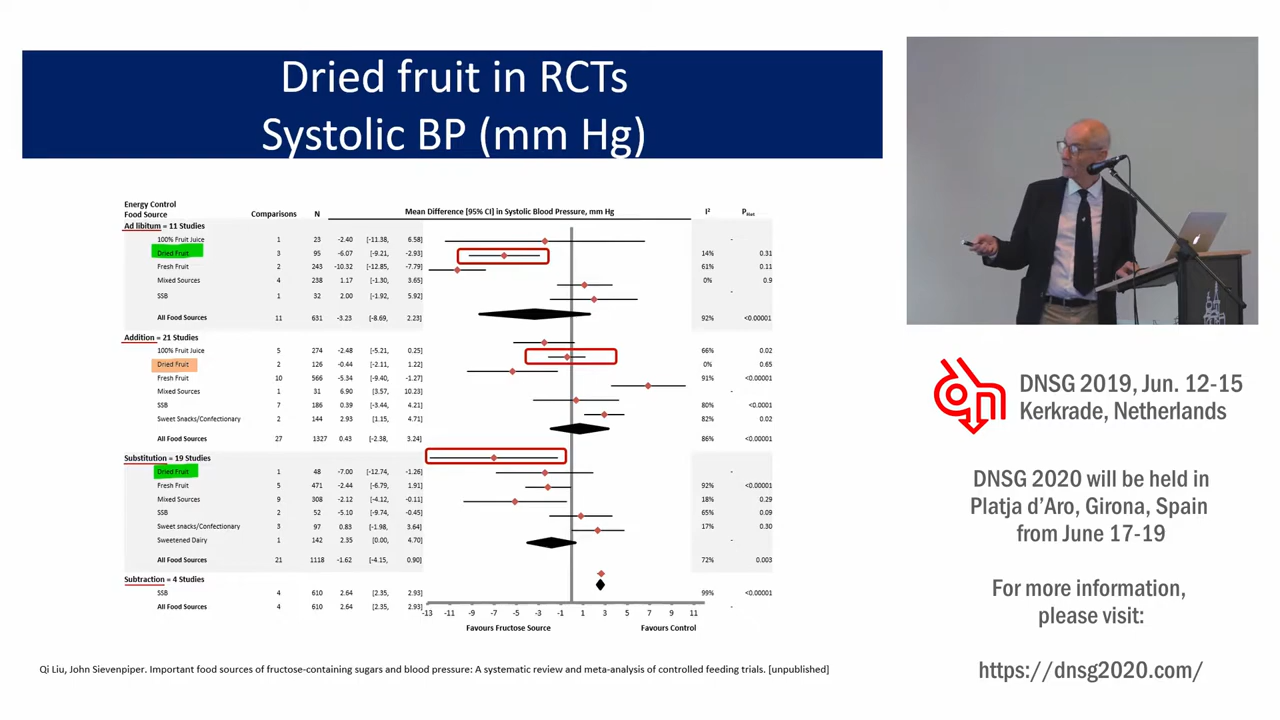 Dried fruit in RCTs
Systolic BP (mm Hg)
Energy Control
Food Source Comparisons N Mean Difference [95% CI] in Systolic Blood Pressure, mm Hg I² P
Ad libitum = 11 Studies
100% Fruit Juice 1 23 -2.40 [-11.38, 6.58] -
Dried Fruit 3 95 -6.07 [-9.21, -2.93] 14% 0.31
Fresh Fruit 2 243 -10.32 [-12.85, -7.79] 61% 0.11
Mixed Sources 4 238 1.17 [-1.30, 3.65] 0% 0.9
SSB 1 32 2.00 [-1.92, 5.92] -
All Food Sources 11 631 -3.23 [-8.69, 2.23] 92% <0.00001
Addition = 21 Studies
100% Fruit Juice 5 274 -2.48 [-5.21, 0.25] 66% 0.02
Dried Fruit 2 126 -0.44 [-2.11, 1.22] 0% 0.65
Fresh Fruit 10 566 -5.34 [-9.40, -1.27] 91% <0.00001
Mixed Sources 1 31 6.90 [3.57, 10.23] -
SSB 7 186 0.39 [-3.44, 4.21] 80% <0.0001
Sweet Snacks/Confectionary 2 144 2.93 [1.15, 4.71] 82% 0.02
All Food Sources 27 1327 0.43 [-2.38, 3.24] 86% <0.00001
Substitution = 19 Studies
Dried Fruit 1 48 -7.00 [-12.74, -1.26] -
Fresh Fruit 5 471 -2.44 [-6.79, 1.91] 92% <0.00001
Mixed Sources 9 308 -2.12 [-4.12, -0.11] 18% 0.29
SSB 2 52 -5.10 [-9.74, -0.45] 65% 0.09
Sweet snacks/Confectionary 3 97 0.83 [-1.98, 3.64] 17% 0.30
Sweetened Dairy 1 142 2.35 [0.00, 4.70] -
All Food Sources 21 1118 -1.62 [-4.15, 0.90] 72% 0.003
Subtraction = 4 Studies
SSB 4 610 2.64 [2.35, 2.93] 99% <0.00001
All Food Sources 4 610 2.64 [2.35, 2.93] -
-13 -11 -9 -7 -5 -3 -1 1 3 5 7 9 11
Favours Fructose Source Favours Control
Qi Liu, John Sievenpiper. Important food sources of fructose-containing sugars and blood pressure: A systematic review and meta-analysis of controlled feeding trials. [unpublished]
DNSG 2019, Jun. 12-15
Kerkrade, Netherlands
DNSG 2020 will be held in
Platja d'Aro, Girona, Spain
from June 17-19
For more information,
please visit:
https://dnsg2020.com/